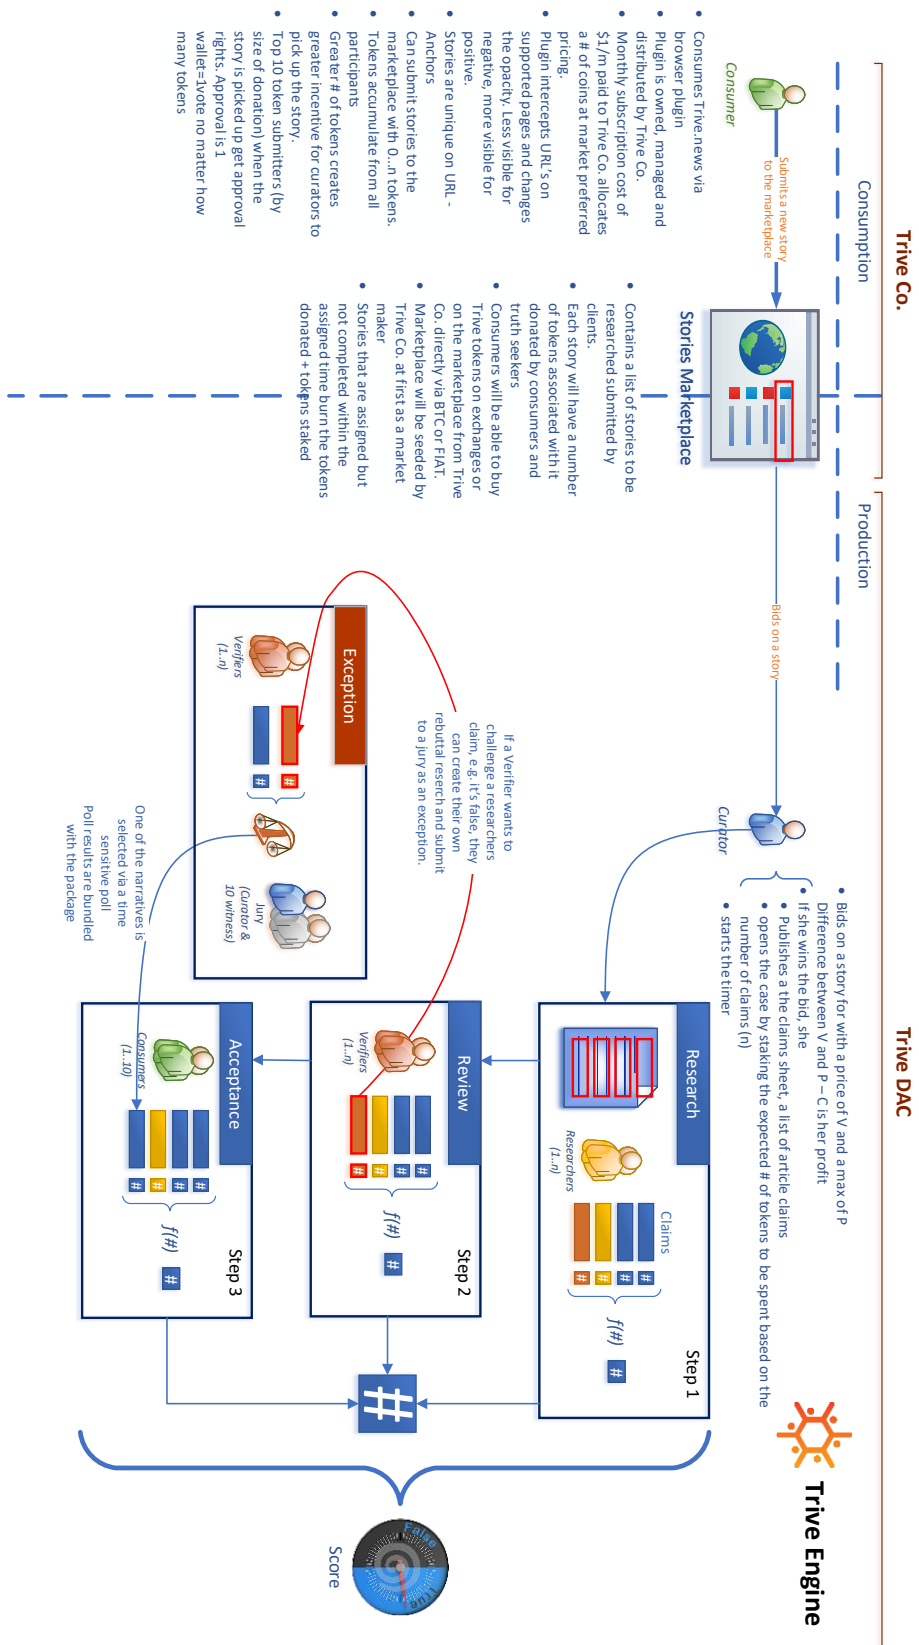 Trive Co.
Trive DAC
Trive Engine
Consumption
Production
Consumer
Submits a new story
to the marketplace
Stories Marketplace
Bids on a story
Curator
• Consumes Trive.news via
browser plugin
• Plugin is owned, managed and
distributed by Trive Co.
• Monthly subscription cost of
$1/m paid to Trive Co. allocates
a # of coins at market preferred
pricing.
• Plugin intercepts URL's on
supported pages and changes
the opacity. Less visible for
negative, more visible for
positive.
• Stories are unique on URL -
Anchors
• Can submit stories to the
marketplace with 0...n tokens.
• Tokens accumulate from all
participants
• Greater # of tokens creates
greater incentive for curators to
pick up the story.
• Top 10 token submitters (by
size of donation) when the
story is picked up get approval
rights. Approval is 1
wallet=1vote no matter how
many tokens
• Contains a list of stories to be
researched submitted by
clients.
• Each story will have a number
of tokens associated with it
donated by consumers and
truth seekers
• Consumers will be able to buy
Trive tokens on exchanges or
on the marketplace from Trive
Co. directly via BTC or FIAT.
• Marketplace will be seeded by
Trive Co. at first as a market
maker
• Stories that are assigned but
not completed within the
assigned time burn the tokens
donated + tokens staked
• Bids on a story for with a price of V and a max of P
Difference between V and P – C is her profit
• If she wins the bid, she
• Publishes a the claims sheet, a list of article claims
• opens the case by staking the expected # of tokens to be spent based on the
number of claims (n)
• starts the timer
Research
Step 1
Researchers
(1..n)
Claims
#
#
#
#
f(#)
#
If a Verifier wants to
challenge a researchers
claim, e.g. it's false, they
can create their own
rebuttal reserch and submit
to a jury as an exception.
Review
Step 2
Verifiers
(1..n)
#
#
#
#
f(#)
#
Exception
Verifiers
(1..n)
#
#
Jury
(Curator &
10 witness)
One of the narratives is
selected via a time
sensitive poll
Poll results are bundled
with the package
Acceptance
Step 3
Consumers
(1..10)
#
#
#
#
f(#)
#
#
False
True
Score